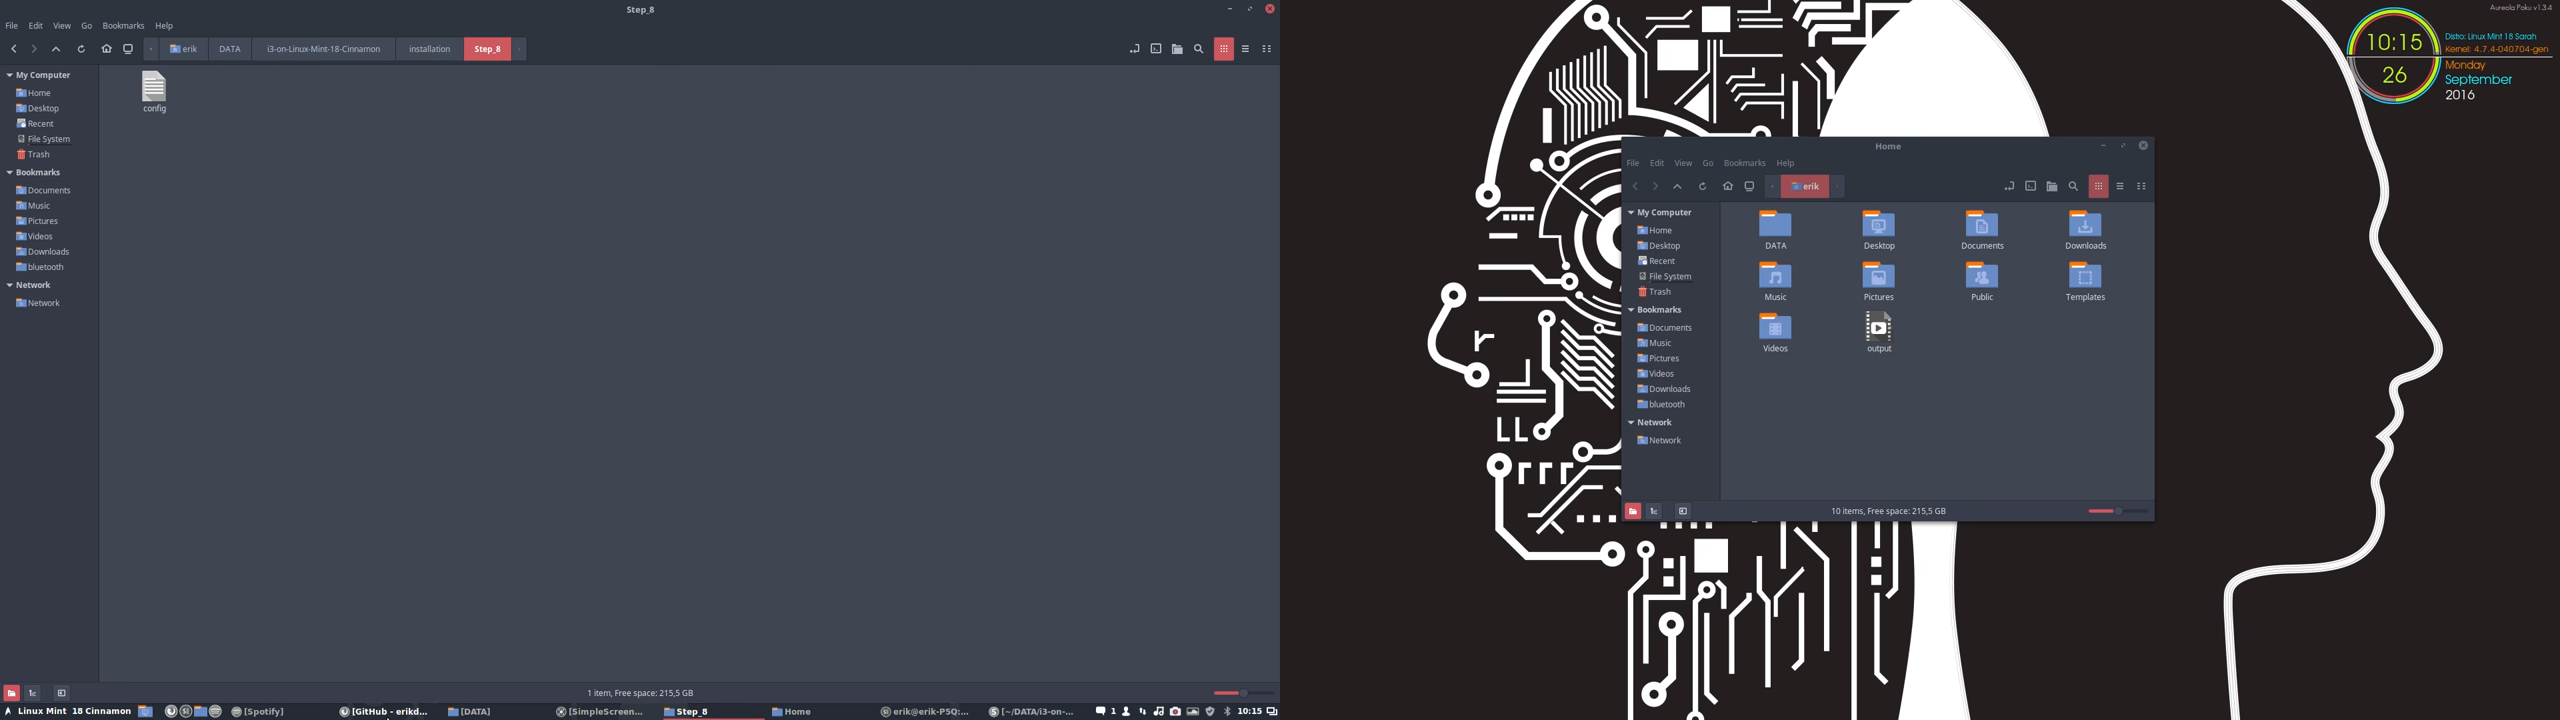 Step_8
File Edit View Go Bookmarks Help
erik DATA i3-on-Linux-Mint-18-Cinnamon installation Step_8
My Computer
Home
Desktop
Recent
File System
Trash
Bookmarks
Documents
Music
Pictures
Videos
Downloads
bluetooth
Network
Network
config
1 item, Free space: 215,5 GB
Aureola Poku v1.3.4
10:15
26
Distro: Linux Mint 18 Sarah
Kernel: 4.7.4-040704-gen
Monday
September
2016
Home
File Edit View Go Bookmarks Help
erik
My Computer
Home
Desktop
Recent
File System
Trash
Bookmarks
Documents
Music
Pictures
Videos
Downloads
bluetooth
Network
Network
DATA Desktop Documents Downloads
Music Pictures Public Templates
Videos output
10 items, Free space: 215,5 GB
Linux Mint 18 Cinnamon [Spotify] [GitHub - erikd... [DATA] [SimpleScreen... Step_8 Home erik@erik-P5Q:... [~/DATA/i3-on-... 1 10:15